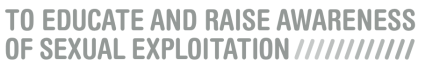 TO EDUCATE AND RAISE AWARENESS
OF SEXUAL EXPLOITATION ///////////